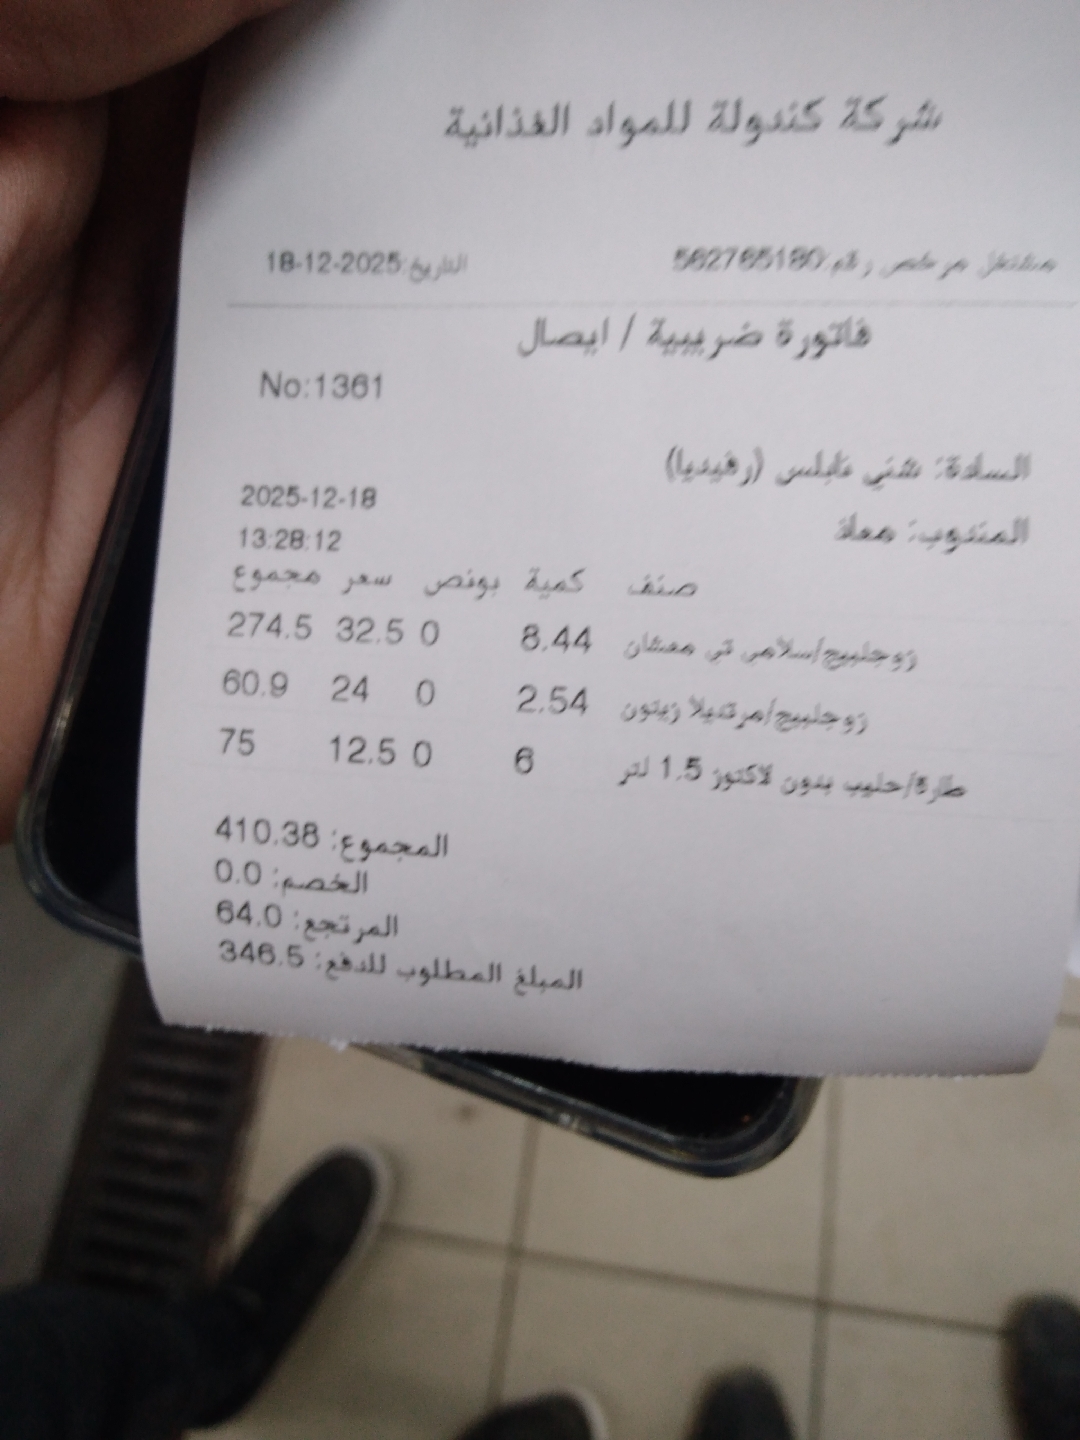 شركة كندولة للمواد الغذائية
مشتغل مرخص رقم:562765180 التاريخ:18-12-2025
فاتورة ضريبية / ايصال
No:1361
السادة: شني نابلس (رفيديا)
2025-12-18
المندوب: معاذ
13:28:12
صنف كمية بونص سعر مجموع
زوجلبيج/سلامي تي معشان 8.44 0 32.5 274.5
زوجلبيج/مرتديلا زيتون 2.54 0 24 60.9
طارة/حليب بدون لاكتوز 1.5 لتر 6 0 12.5 75
المجموع: 410.38
الخصم: 0.0
المرتجع: 64.0
المبلغ المطلوب للدفع: 346.5